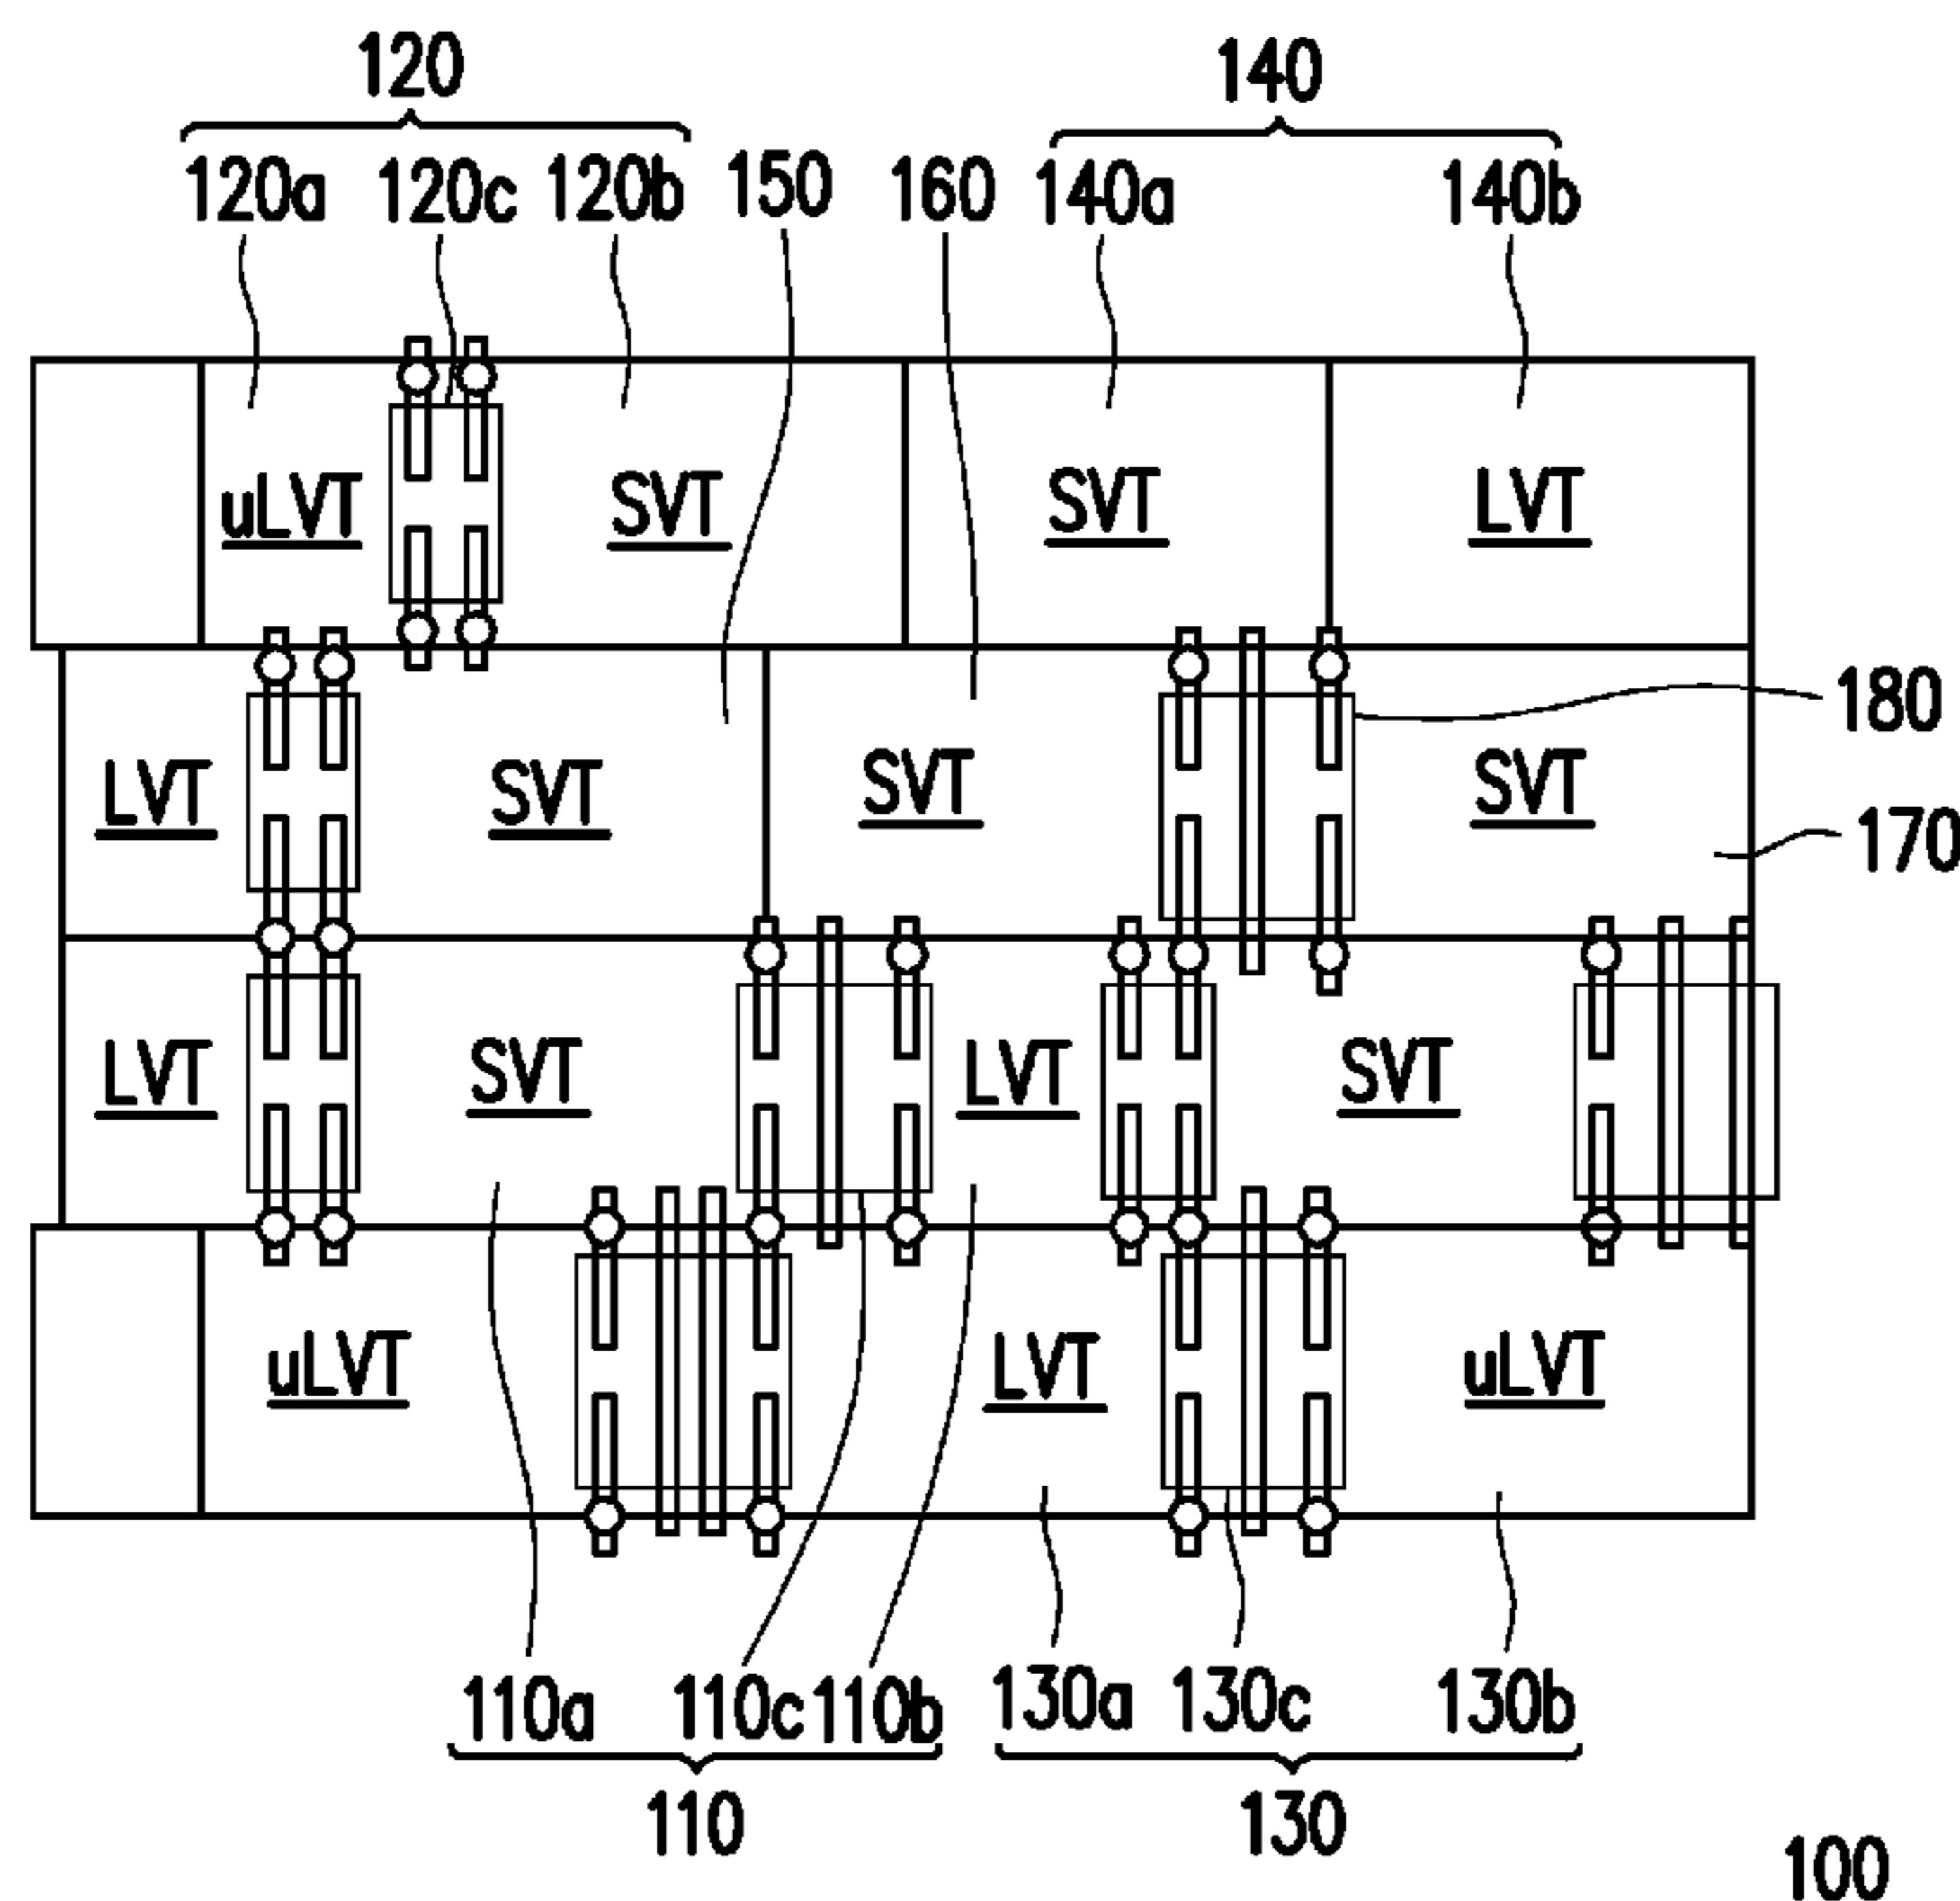 120 140
120a 120c 120b 150 160 140a 140b
uLVT SVT SVT LVT
180
LVT SVT SVT SVT
170
LVT SVT LVT SVT
uLVT LVT uLVT
110a 110c 110b 130a 130c 130b
110 130
100